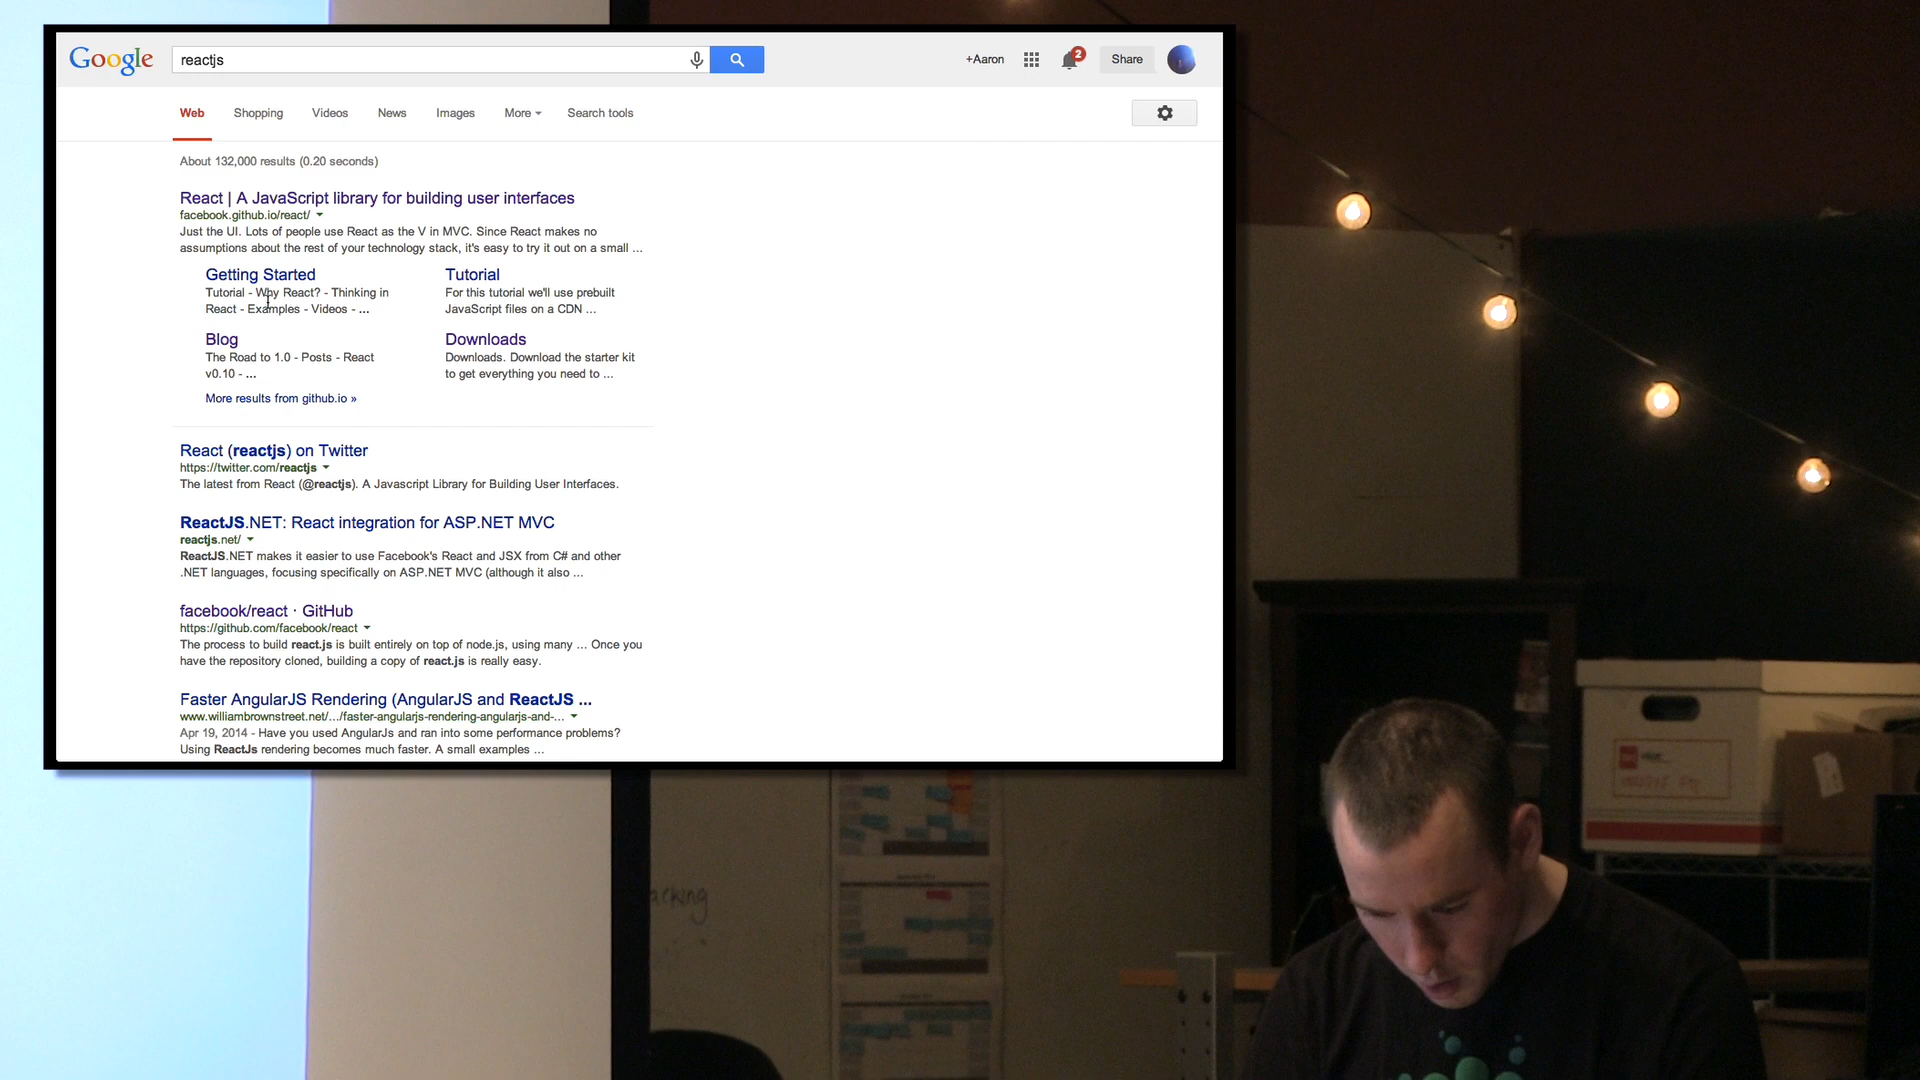 Google
reactjs
+Aaron
2
Share
Web Shopping Videos News Images More Search tools
About 132,000 results (0.20 seconds)
React | A JavaScript library for building user interfaces
facebook.github.io/react/
Just the UI. Lots of people use React as the V in MVC. Since React makes no
assumptions about the rest of your technology stack, it's easy to try it out on a small ...
Getting Started
Tutorial - Why React? - Thinking in
React - Examples - Videos - ...
Tutorial
For this tutorial we'll use prebuilt
JavaScript files on a CDN ...
Blog
The Road to 1.0 - Posts - React
v0.10 - ...
Downloads
Downloads. Download the starter kit
to get everything you need to ...
More results from github.io »
React (reactjs) on Twitter
https://twitter.com/reactjs
The latest from React (@reactjs). A Javascript Library for Building User Interfaces.
ReactJS.NET: React integration for ASP.NET MVC
reactjs.net/
ReactJS.NET makes it easier to use Facebook's React and JSX from C# and other
.NET languages, focusing specifically on ASP.NET MVC (although it also ...
facebook/react · GitHub
https://github.com/facebook/react
The process to build react.js is built entirely on top of node.js, using many ... Once you
have the repository cloned, building a copy of react.js is really easy.
Faster AngularJS Rendering (AngularJS and ReactJS ...
www.williambrownstreet.net/.../faster-angularjs-rendering-angularjs-and-...
Apr 19, 2014 - Have you used AngularJs and ran into some performance problems?
Using ReactJs rendering becomes much faster. A small examples ...
acking